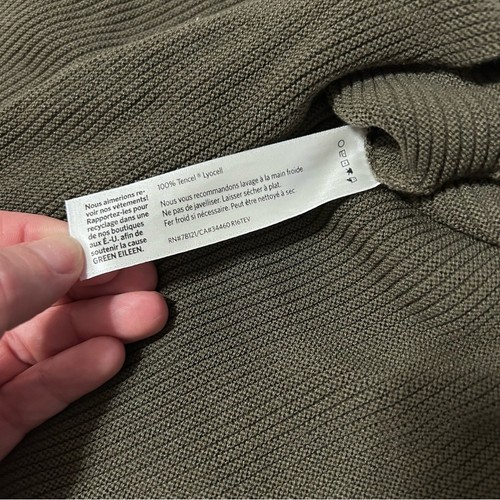 Nous aimerions re-
voir nos vêtements!
Rapportez-les pour
recyclage dans une
de nos boutiques
aux É.-U. afin de
soutenir la cause
GREEN EILEEN.
100% Tencel® Lyocell
Nous vous recommandons lavage à la main froide
Ne pas de javelliser. Laisser sécher à plat.
Fer froid si nécessaire. Peut être nettoyé à sec
RN#78121/CA#34460 R16TEV